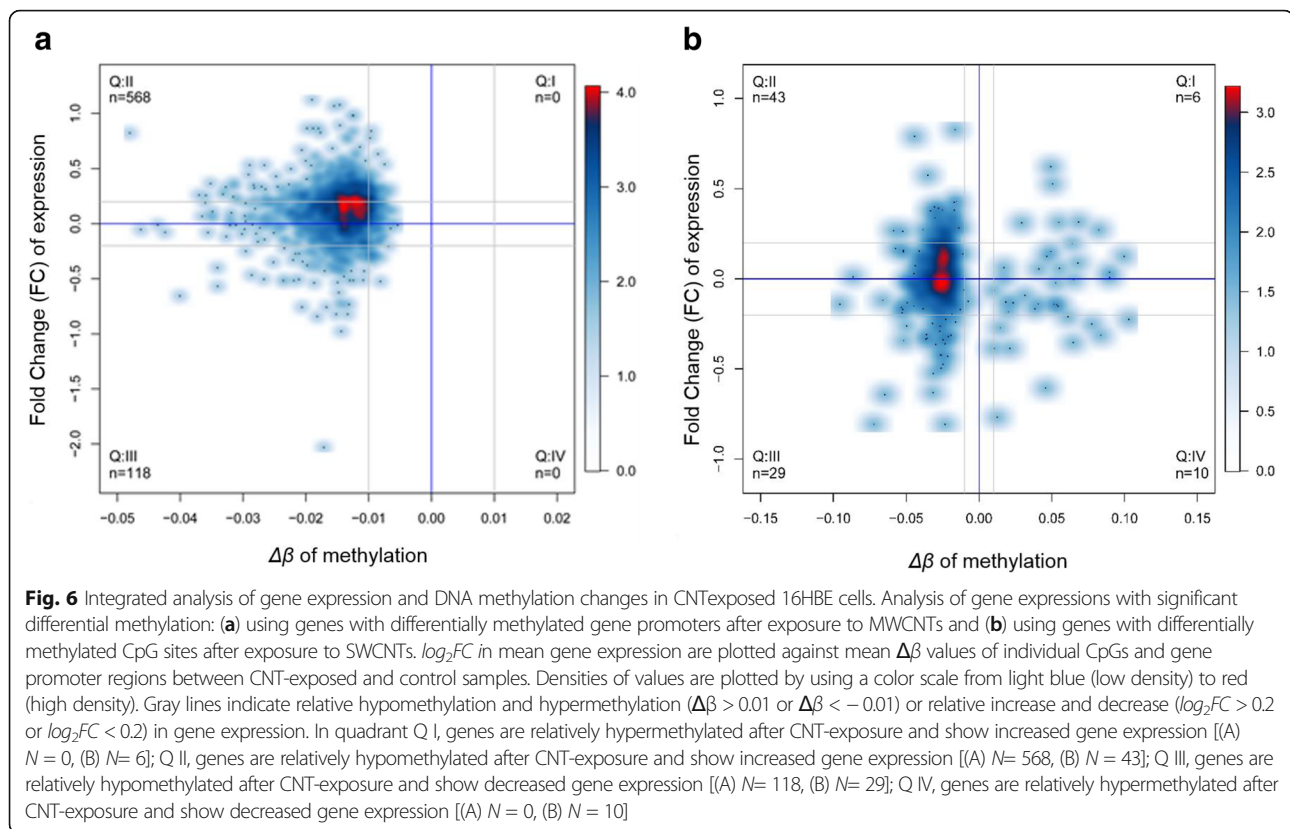 a
Q:II
n=568
Q:I
n=0
4.0
3.0
2.0
1.0
0.0
1.0
0.5
0.0
−0.5
−1.0
−1.5
−2.0
Fold Change (FC) of expression
Q:III
n=118
Q:IV
n=0
−0.05 −0.04 −0.03 −0.02 −0.01 0.00 0.01 0.02
Δβ of methylation
b
Q:II
n=43
Q:I
n=6
3.0
2.5
2.0
1.5
1.0
0.5
0.0
1.0
0.5
0.0
−0.5
−1.0
Fold Change (FC) of expression
Q:III
n=29
Q:IV
n=10
−0.15 −0.10 −0.05 0.00 0.05 0.10 0.15
Δβ of methylation
Fig. 6 Integrated analysis of gene expression and DNA methylation changes in CNTexposed 16HBE cells. Analysis of gene expressions with significant
differential methylation: (a) using genes with differentially methylated gene promoters after exposure to MWCNTs and (b) using genes with differentially
methylated CpG sites after exposure to SWCNTs. log2FC in mean gene expression are plotted against mean Δβ values of individual CpGs and gene
promoter regions between CNT-exposed and control samples. Densities of values are plotted by using a color scale from light blue (low density) to red
(high density). Gray lines indicate relative hypomethylation and hypermethylation (Δβ > 0.01 or Δβ < − 0.01) or relative increase and decrease (log2FC > 0.2
or log2FC < 0.2) in gene expression. In quadrant Q I, genes are relatively hypermethylated after CNT-exposure and show increased gene expression [(A)
N = 0, (B) N= 6]; Q II, genes are relatively hypomethylated after CNT-exposure and show increased gene expression [(A) N= 568, (B) N = 43]; Q III, genes are
relatively hypomethylated after CNT-exposure and show decreased gene expression [(A) N= 118, (B) N= 29]; Q IV, genes are relatively hypermethylated after
CNT-exposure and show decreased gene expression [(A) N = 0, (B) N = 10]